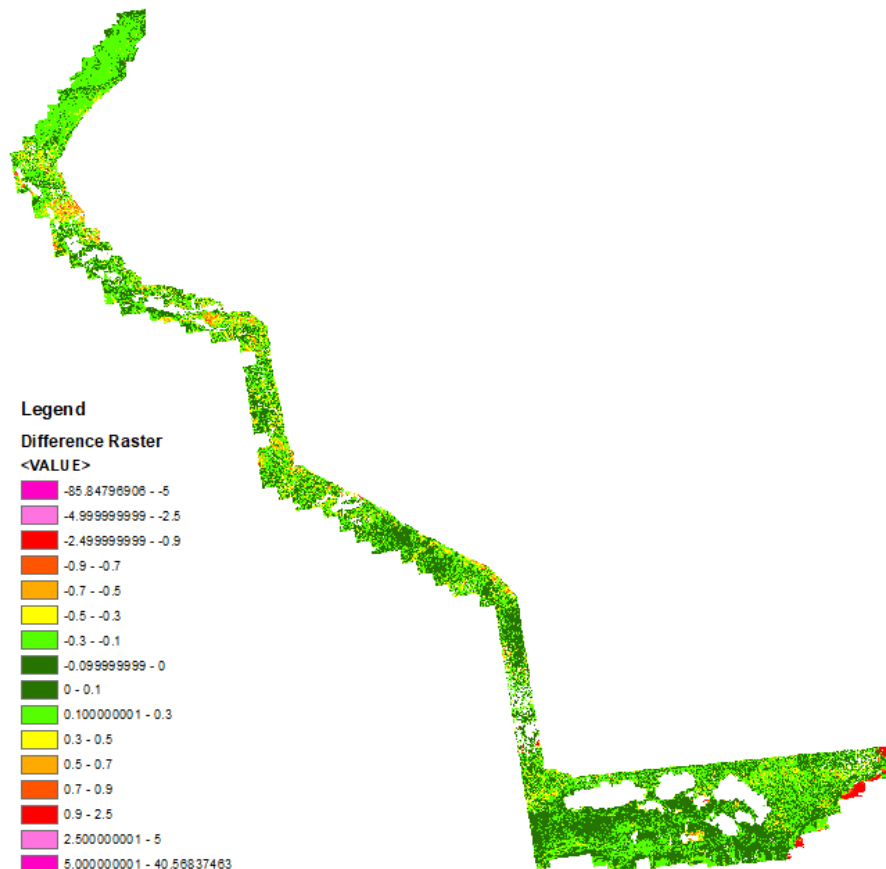 Legend
Difference Raster
<VALUE>
-85.84796906 - -5
-4.999999999 - -2.5
-2.499999999 - -0.9
-0.9 - -0.7
-0.7 - -0.5
-0.5 - -0.3
-0.3 - -0.1
-0.099999999 - 0
0 - 0.1
0.100000001 - 0.3
0.3 - 0.5
0.5 - 0.7
0.7 - 0.9
0.9 - 2.5
2.500000001 - 5
5.000000001 - 40.56837463